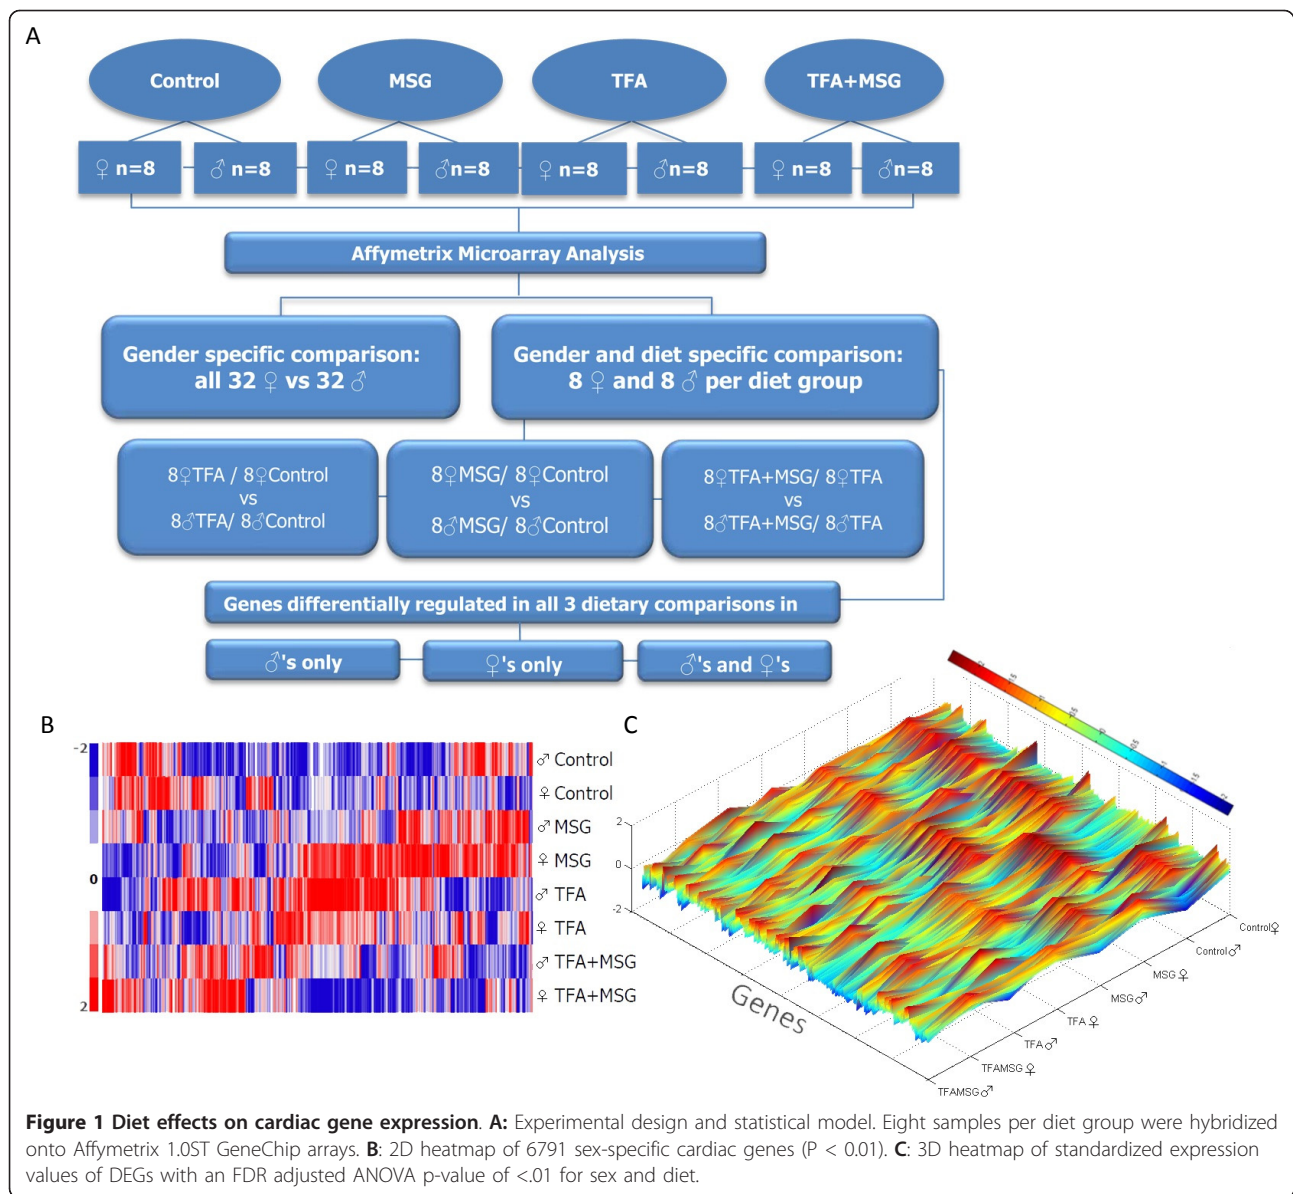 A
Control
MSG
TFA
TFA+MSG
♀ n=8
♂ n=8
♀ n=8
♂n=8
♀ n=8
♂n=8
♀ n=8
♂n=8
Affymetrix Microarray Analysis
Gender specific comparison:
all 32 ♀ vs 32 ♂
Gender and diet specific comparison:
8 ♀ and 8 ♂ per diet group
8♀TFA / 8♀Control
vs
8♂TFA/ 8♂Control
8♀MSG/ 8♀Control
vs
8♂MSG/ 8♂Control
8♀TFA+MSG/ 8♀TFA
vs
8♂TFA+MSG/ 8♂TFA
Genes differentially regulated in all 3 dietary comparisons in
♂'s only
♀'s only
♂'s and ♀'s
B
-2
0
2
♂ Control
♀ Control
♂ MSG
♀ MSG
♂ TFA
♀ TFA
♂ TFA+MSG
♀ TFA+MSG
C
2
0
-2
Genes
Control♀
Control♂
MSG ♀
MSG♂
TFA ♀
TFA♂
TFAMSG ♀
TFAMSG♂
Figure 1 Diet effects on cardiac gene expression. A: Experimental design and statistical model. Eight samples per diet group were hybridized
onto Affymetrix 1.0ST GeneChip arrays. B: 2D heatmap of 6791 sex-specific cardiac genes (P < 0.01). C: 3D heatmap of standardized expression
values of DEGs with an FDR adjusted ANOVA p-value of <.01 for sex and diet.